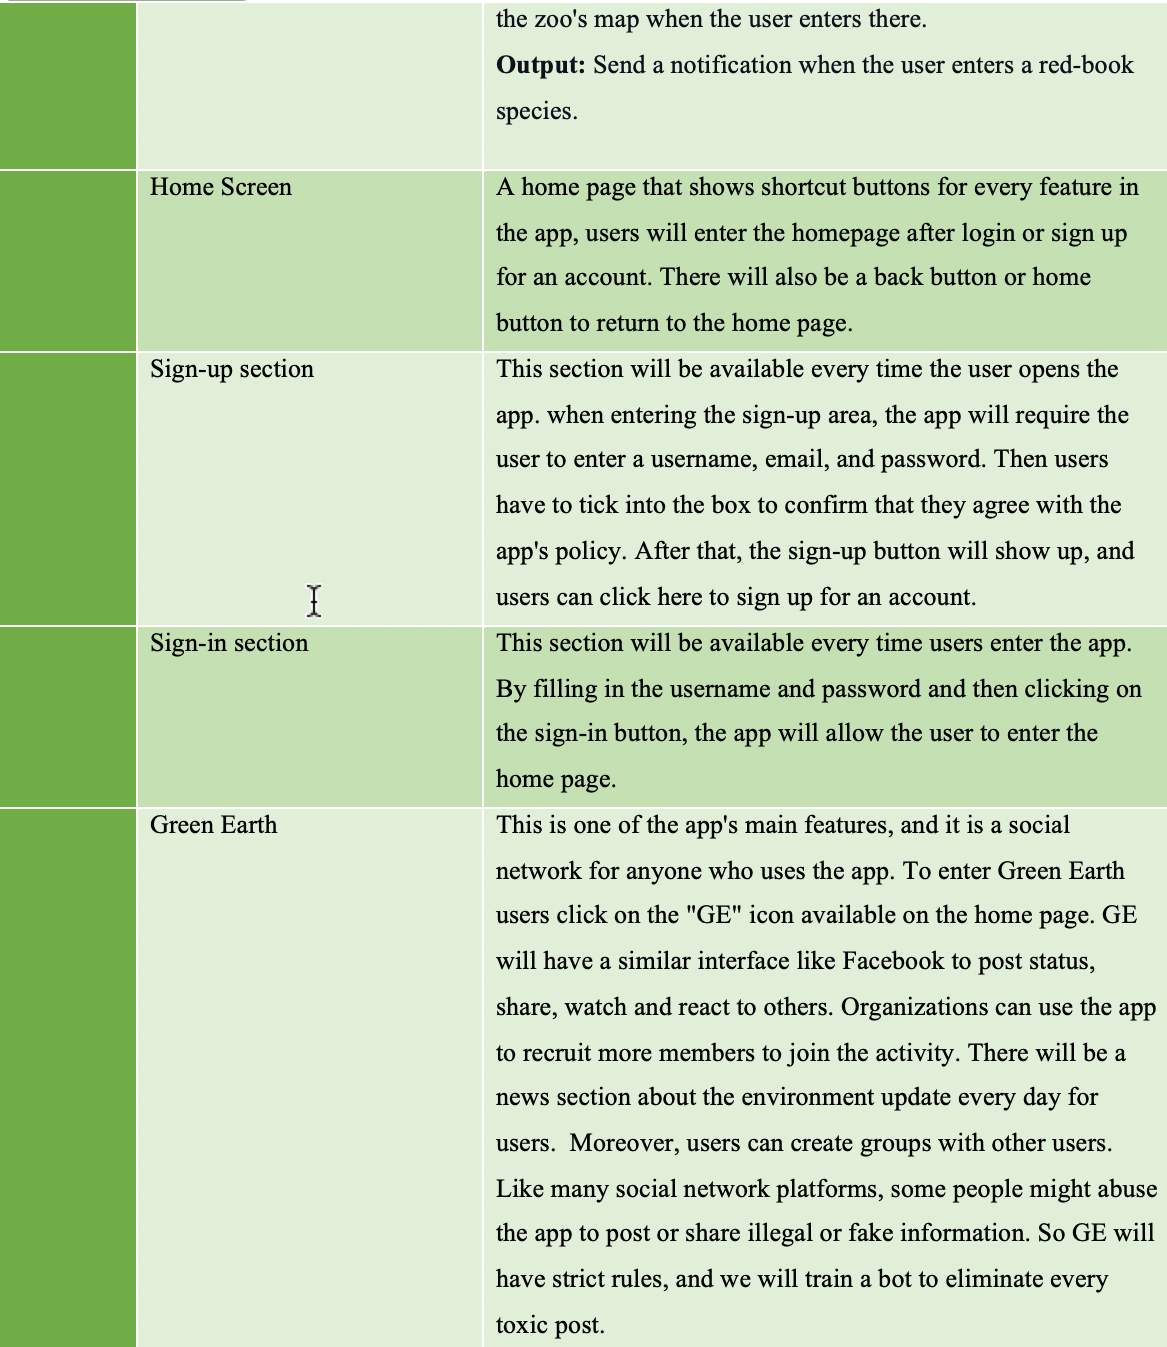 the zoo's map when the user enters there.
Output: Send a notification when the user enters a red-book
species.
Home Screen
A home page that shows shortcut buttons for every feature in
the app, users will enter the homepage after login or sign up
for an account. There will also be a back button or home
button to return to the home page.
Sign-up section
This section will be available every time the user opens the
app. when entering the sign-up area, the app will require the
user to enter a username, email, and password. Then users
have to tick into the box to confirm that they agree with the
app's policy. After that, the sign-up button will show up, and
users can click here to sign up for an account.
Sign-in section
This section will be available every time users enter the app.
By filling in the username and password and then clicking on
the sign-in button, the app will allow the user to enter the
home page.
Green Earth
This is one of the app's main features, and it is a social
network for anyone who uses the app. To enter Green Earth
users click on the "GE" icon available on the home page. GE
will have a similar interface like Facebook to post status,
share, watch and react to others. Organizations can use the app
to recruit more members to join the activity. There will be a
news section about the environment update every day for
users.  Moreover, users can create groups with other users.
Like many social network platforms, some people might abuse
the app to post or share illegal or fake information. So GE will
have strict rules, and we will train a bot to eliminate every
toxic post.